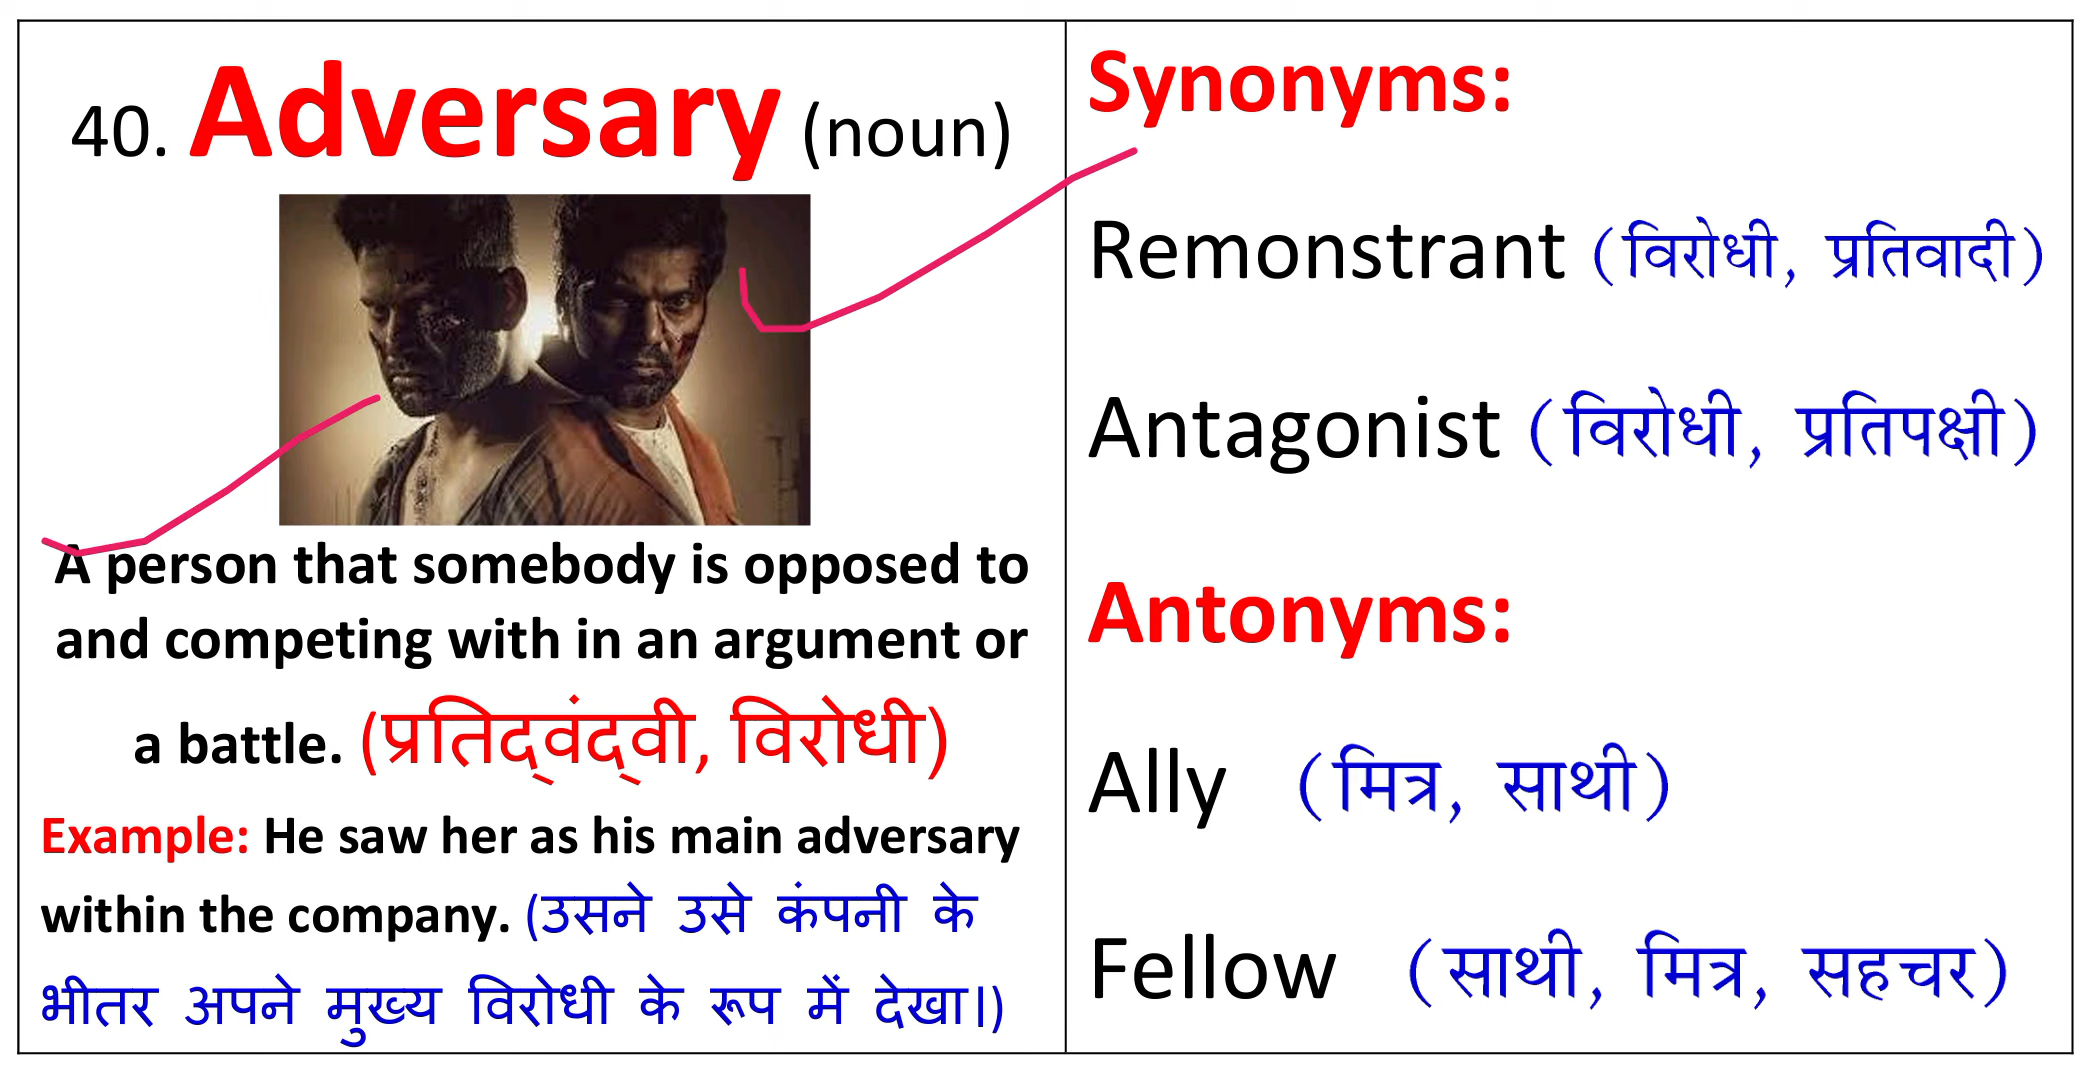 40. Adversary (noun)
A person that somebody is opposed to
and competing with in an argument or
a battle. (प्रतिद्वंद्वी, विरोधी)
Example: He saw her as his main adversary
within the company. (उसने उसे कंपनी के
भीतर अपने मुख्य विरोधी के रूप में देखा।)
Synonyms:
Remonstrant (विरोधी, प्रतिवादी)
Antagonist (विरोधी, प्रतिपक्षी)
Antonyms:
Ally (मित्र, साथी)
Fellow (साथी, मित्र, सहचर)